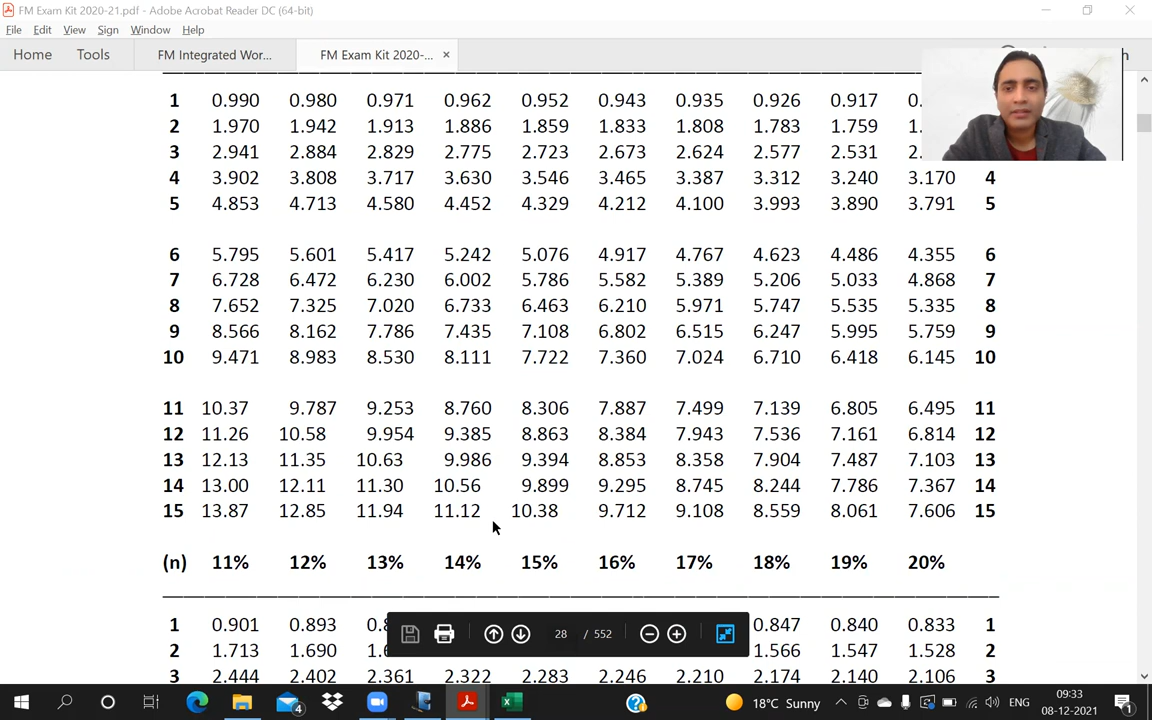 FM Exam Kit 2020-21.pdf - Adobe Acrobat Reader DC (64-bit)
File Edit View Sign Window Help
Home Tools FM Integrated Wor... FM Exam Kit 2020-... ×
1 0.990 0.980 0.971 0.962 0.952 0.943 0.935 0.926 0.917 0.
2 1.970 1.942 1.913 1.886 1.859 1.833 1.808 1.783 1.759 1.
3 2.941 2.884 2.829 2.775 2.723 2.673 2.624 2.577 2.531 2.
4 3.902 3.808 3.717 3.630 3.546 3.465 3.387 3.312 3.240 3.170 4
5 4.853 4.713 4.580 4.452 4.329 4.212 4.100 3.993 3.890 3.791 5
6 5.795 5.601 5.417 5.242 5.076 4.917 4.767 4.623 4.486 4.355 6
7 6.728 6.472 6.230 6.002 5.786 5.582 5.389 5.206 5.033 4.868 7
8 7.652 7.325 7.020 6.733 6.463 6.210 5.971 5.747 5.535 5.335 8
9 8.566 8.162 7.786 7.435 7.108 6.802 6.515 6.247 5.995 5.759 9
10 9.471 8.983 8.530 8.111 7.722 7.360 7.024 6.710 6.418 6.145 10
11 10.37 9.787 9.253 8.760 8.306 7.887 7.499 7.139 6.805 6.495 11
12 11.26 10.58 9.954 9.385 8.863 8.384 7.943 7.536 7.161 6.814 12
13 12.13 11.35 10.63 9.986 9.394 8.853 8.358 7.904 7.487 7.103 13
14 13.00 12.11 11.30 10.56 9.899 9.295 8.745 8.244 7.786 7.367 14
15 13.87 12.85 11.94 11.12 10.38 9.712 9.108 8.559 8.061 7.606 15
(n) 11% 12% 13% 14% 15% 16% 17% 18% 19% 20%
1 0.901 0.893 0.8 0.847 0.840 0.833 1
2 1.713 1.690 1.6 1.566 1.547 1.528 2
28 / 552
3 2.444 2.402 2.361 2.322 2.283 2.246 2.210 2.174 2.140 2.106 3
4 18°C Sunny ENG 09:33
08-12-2021 1